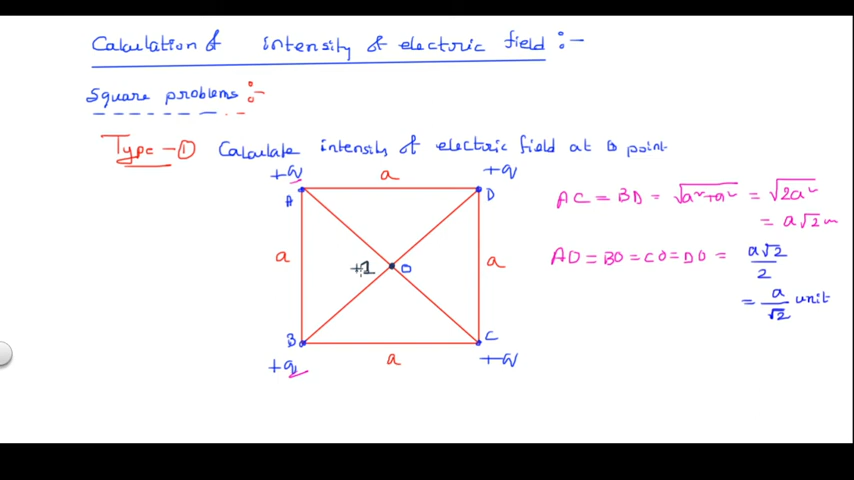 Calculation of intensity of electric field :-
Square problems :-
Type - ① Calculate intensity of electric field at O point
+q a +q
A D
AC = BD = √a²+a² = √2a²
= a√2 m
a +1 O a
AO = BO = CO = DO = a√2/2
= a/√2 unit
B C
+q a +q